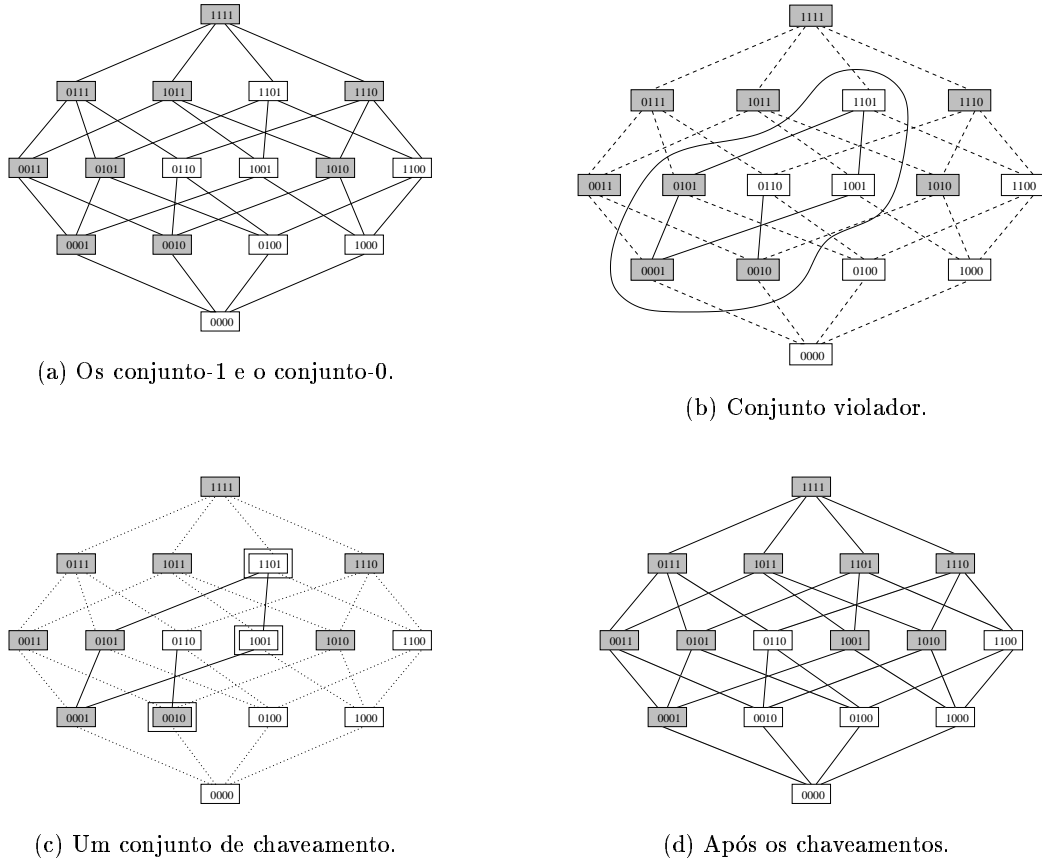 1111
0111 1011 1101 1110
0011 0101 0110 1001 1010 1100
0001 0010 0100 1000
0000
(a) Os conjunto-1 e o conjunto-0.
1111
0111 1011 1101 1110
0011 0101 0110 1001 1010 1100
0001 0010 0100 1000
0000
(b) Conjunto violador.
1111
0111 1011 1101 1110
0011 0101 0110 1001 1010 1100
0001 0010 0100 1000
0000
(c) Um conjunto de chaveamento.
1111
0111 1011 1101 1110
0011 0101 0110 1001 1010 1100
0001 0010 0100 1000
0000
(d) Após os chaveamentos.